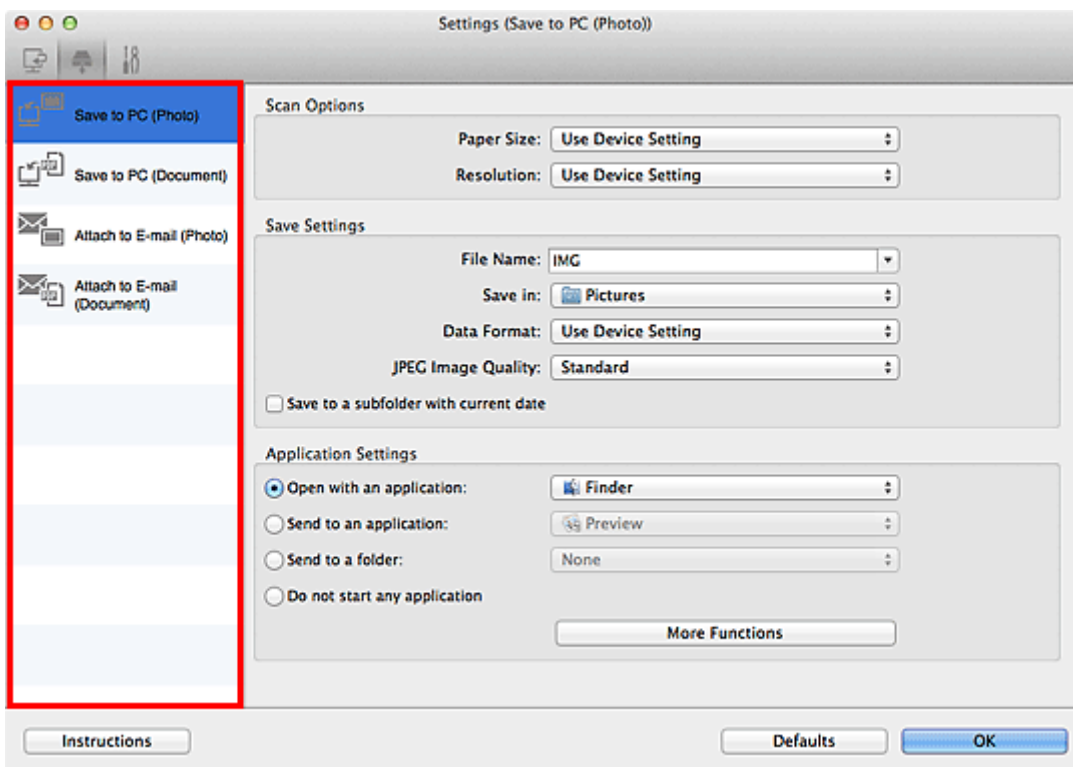 Settings (Save to PC (Photo))
Save to PC (Photo)
Save to PC (Document)
Attach to E-mail (Photo)
Attach to E-mail
(Document)
Scan Options
Paper Size: Use Device Setting
Resolution: Use Device Setting
Save Settings
File Name: IMG
Save in: Pictures
Data Format: Use Device Setting
JPEG Image Quality: Standard
Save to a subfolder with current date
Application Settings
Open with an application: Finder
Send to an application: Preview
Send to a folder: None
Do not start any application
More Functions
Instructions Defaults OK